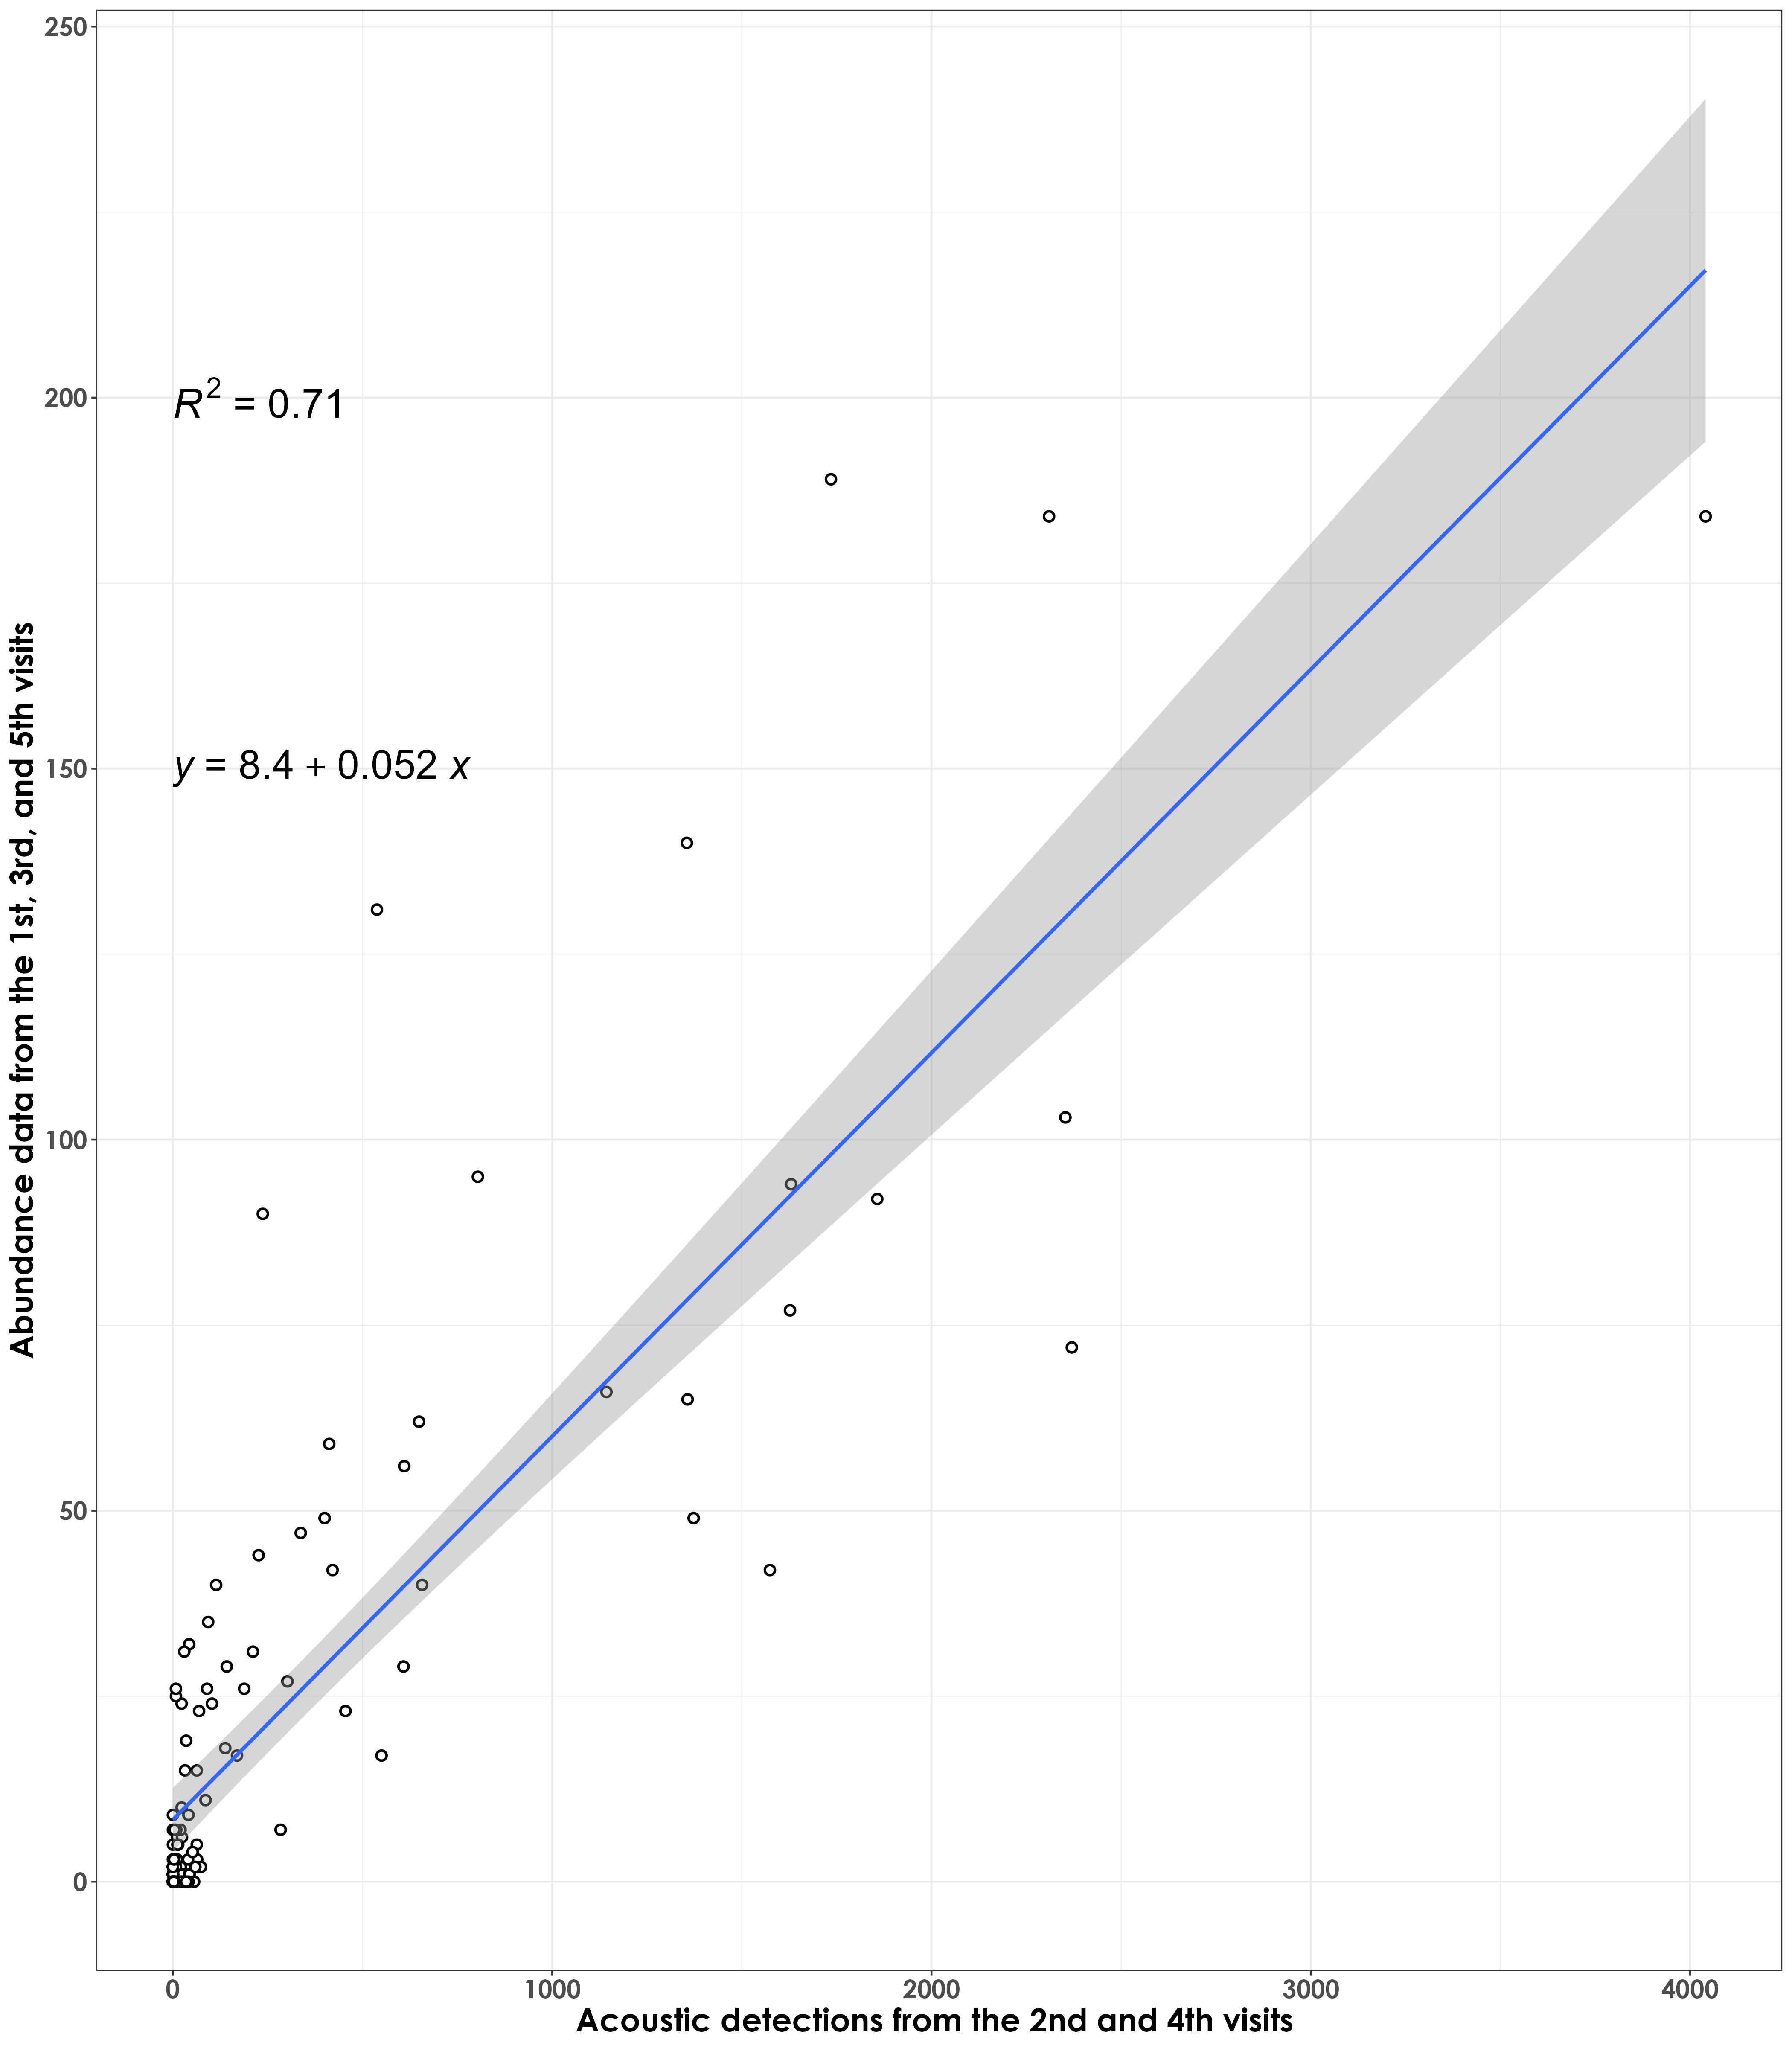 250
200
150
100
50
0
R² = 0.71
y = 8.4 + 0.052 x
Abundance data from the 1st, 3rd, and 5th visits
0 1000 2000 3000 4000
Acoustic detections from the 2nd and 4th visits